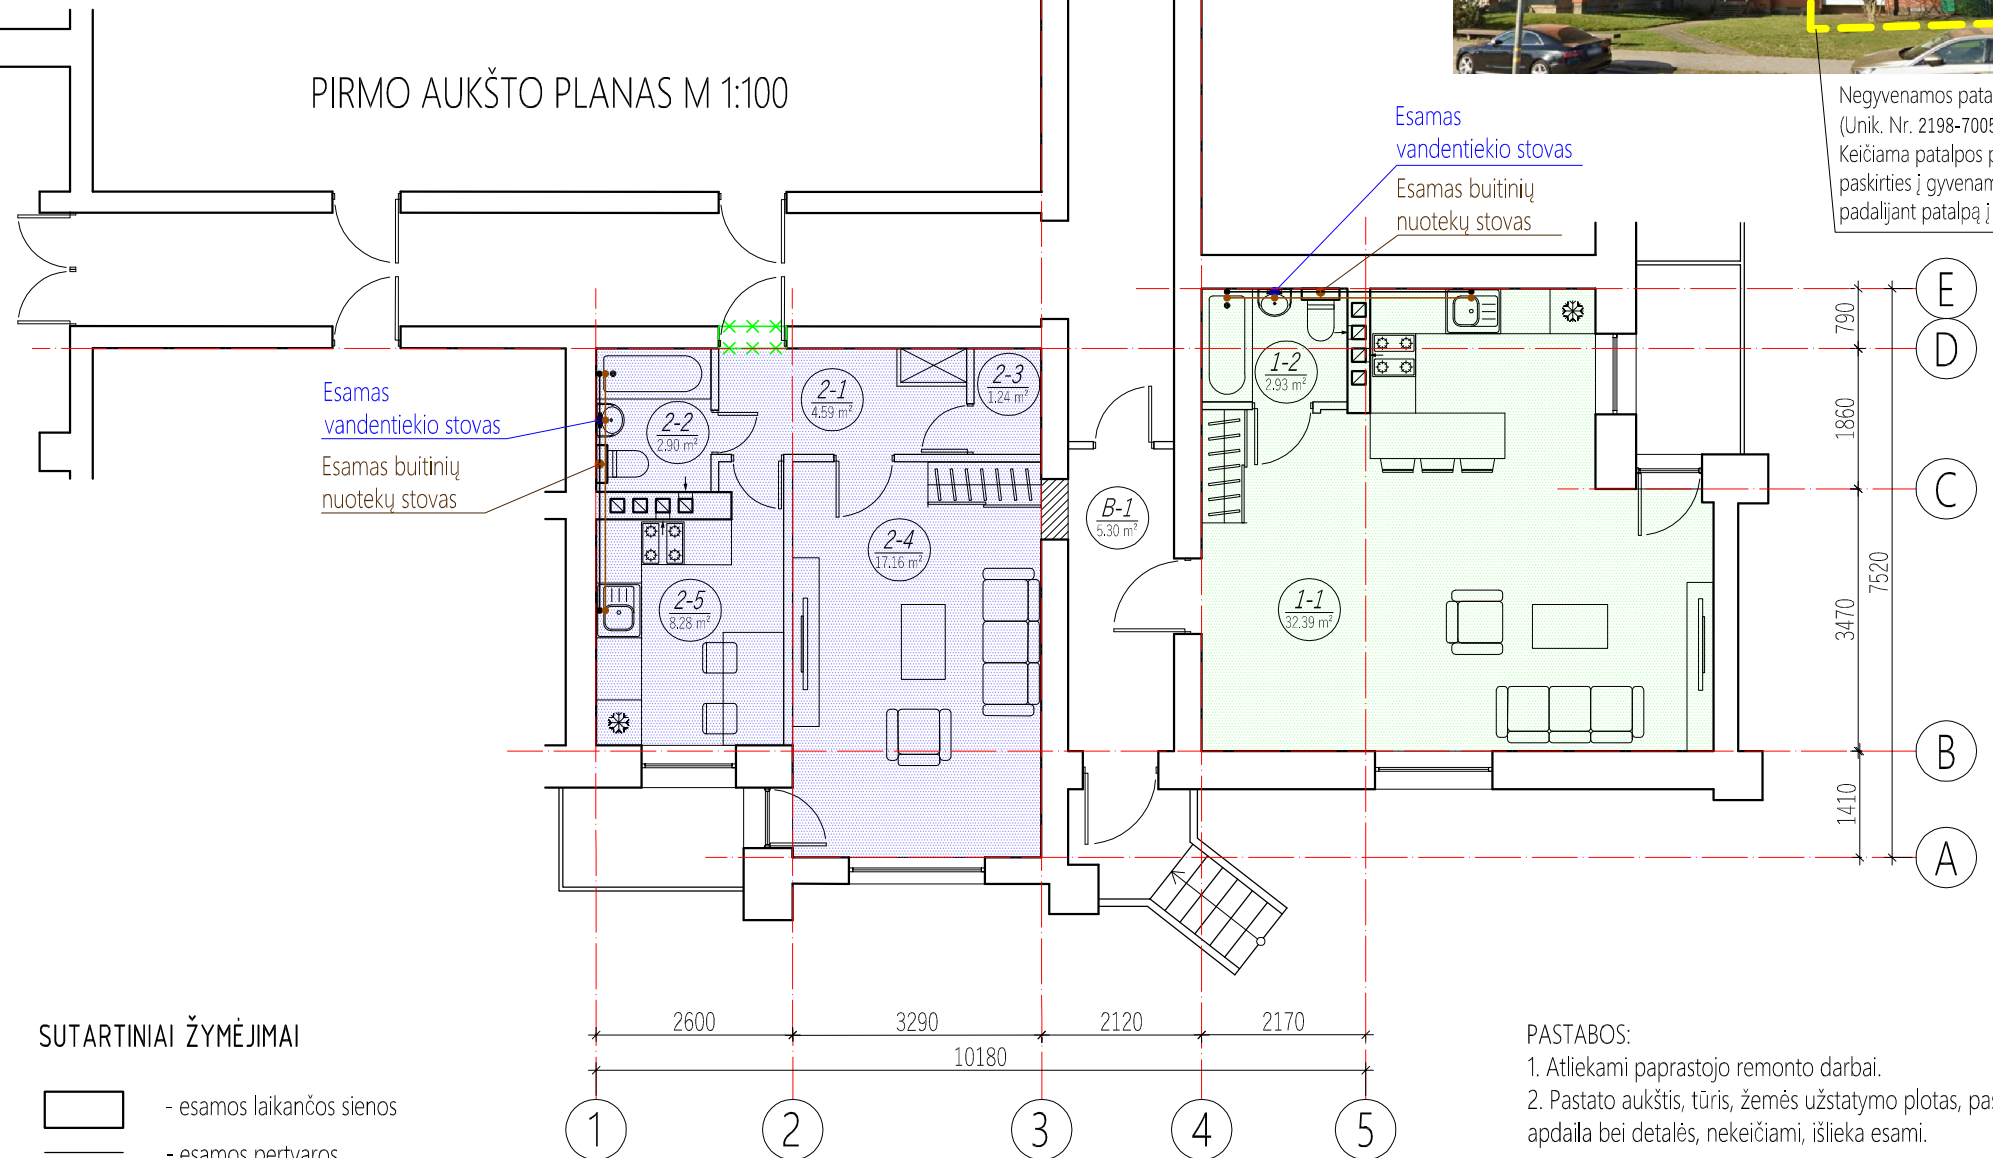 PIRMO AUKŠTO PLANAS M 1:100
Negyvenamos pata
(Unik. Nr. 2198-7005
Keičiama patalpos p
paskirties į gyvenam
padalijant patalpą į
Esamas
vandentiekio stovas
Esamas buitinių
nuotekų stovas
Esamas
vandentiekio stovas
Esamas buitinių
nuotekų stovas
2-1
4.59 m²
2-3
1.24 m²
2-2
2.90 m²
2-4
17.16 m²
2-5
8.28 m²
B-1
5.30 m²
1-2
2.93 m²
1-1
32.39 m²
E
D
C
B
A
790
1860
3470
1410
7520
2600
3290
2120
2170
10180
1
2
3
4
5
SUTARTINIAI ŽYMĖJIMAI
- esamos laikančos sienos
- esamos pertvaros
PASTABOS:
1. Atliekami paprastojo remonto darbai.
2. Pastato aukštis, tūris, žemės užstatymo plotas, pas
apdaila bei detalės, nekeičiami, išlieka esami.